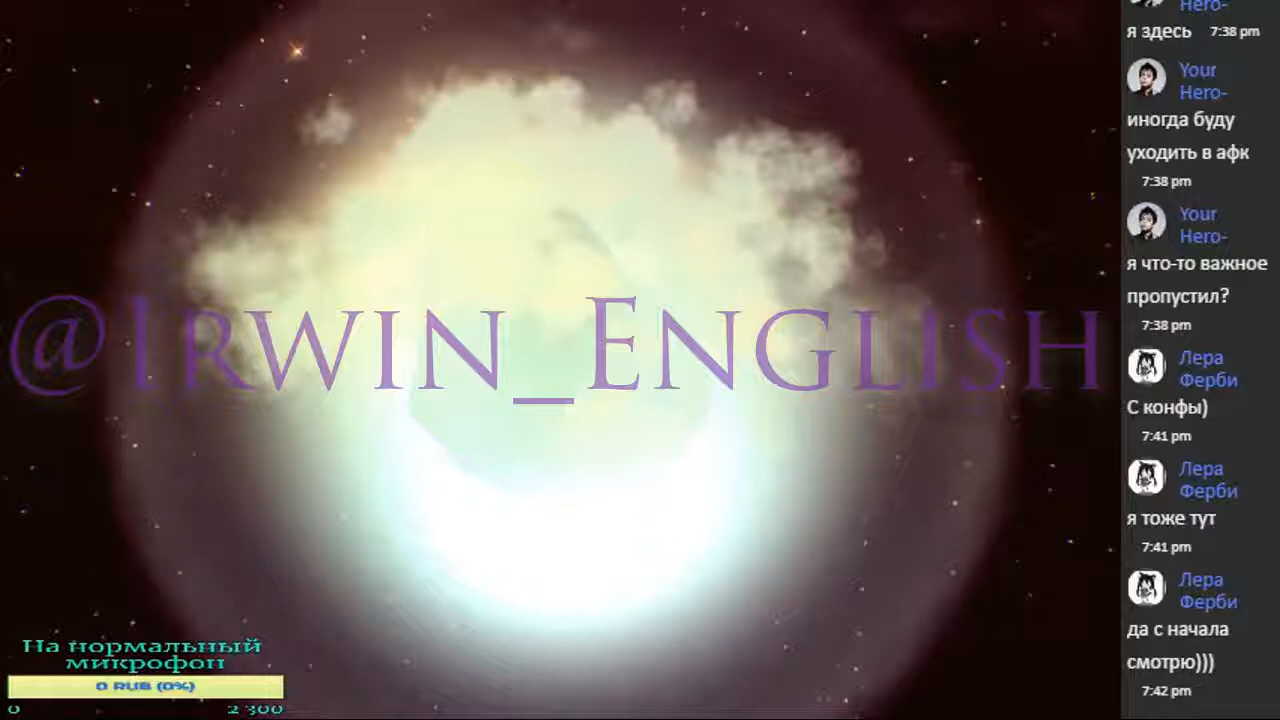 Hero-
я здесь 7:38 pm
Your
Hero-
иногда буду
уходить в афк
7:38 pm
Your
Hero-
я что-то важное
пропустил?
7:38 pm
Лера
Ферби
С конфы)
7:41 pm
Лера
Ферби
я тоже тут
7:41 pm
Лера
Ферби
да с начала
смотрю)))
7:42 pm
@Irwin_English
На нормальный
микрофон
0 RUB (0%)
0 2 300